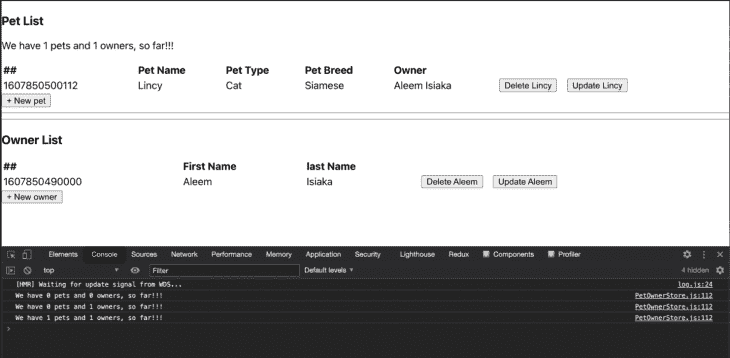 Pet List
We have 1 pets and 1 owners, so far!!!
## Pet Name Pet Type Pet Breed Owner
1607850500112 Lincy Cat Siamese Aleem Isiaka Delete Lincy Update Lincy
+ New pet
Owner List
## First Name last Name
1607850490000 Aleem Isiaka Delete Aleem Update Aleem
+ New owner
Elements Console Sources Network Performance Memory Application Security Lighthouse Redux Components Profiler
top Filter Default levels 4 hidden
[HMR] Waiting for update signal from WDS... log.js:24
We have 0 pets and 0 owners, so far!!! PetOwnerStore.js:112
We have 0 pets and 1 owners, so far!!! PetOwnerStore.js:112
We have 1 pets and 1 owners, so far!!! PetOwnerStore.js:112